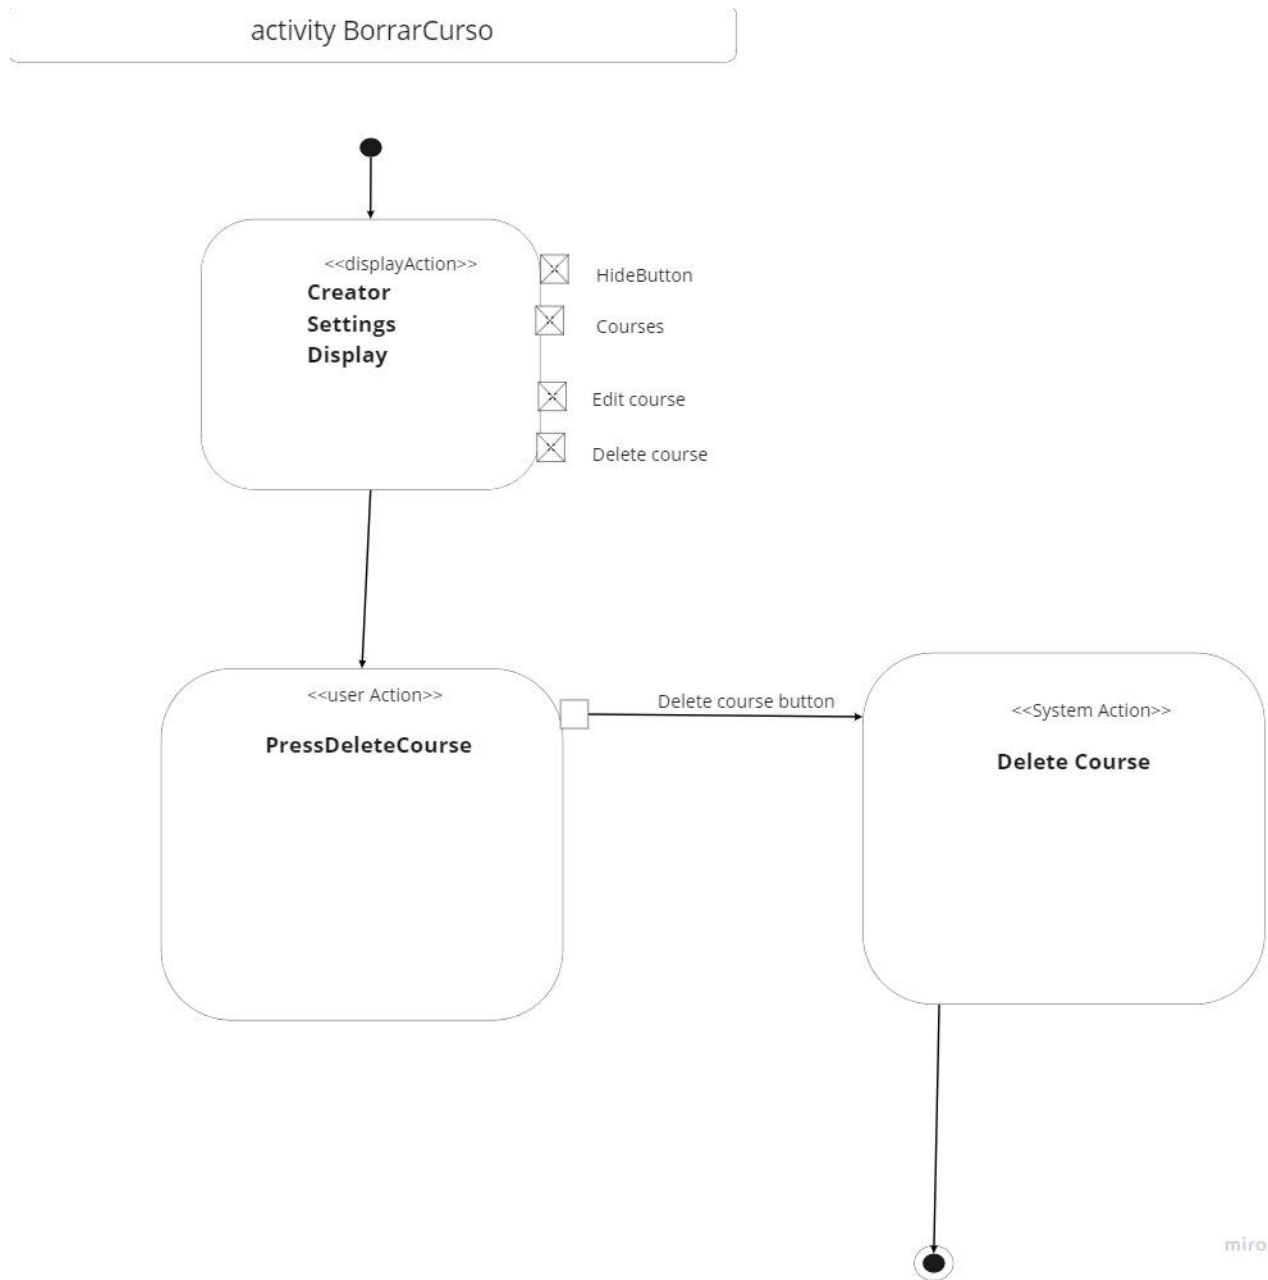 activity BorrarCurso
<<displayAction>>
Creator
Settings
Display
HideButton
Courses
Edit course
Delete course
<<user Action>>
PressDeleteCourse
Delete course button
<<System Action>>
Delete Course
miro